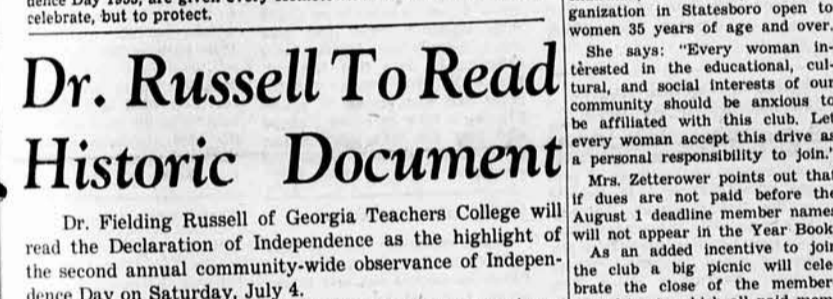 celebrate, but to protect.
Dr. Russell To Read
Historic Document
Dr. Fielding Russell of Georgia Teachers College will
read the Declaration of Independence as the highlight of
the second annual community-wide observance of Indepen-
dence Day on Saturday, July 4.
ganization in Statesboro open to
women 35 years of age and over.
She says: "Every woman in-
terested in the educational, cul-
tural, and social interests of our
community should be anxious to
be affiliated with this club. Let
every woman accept this drive as
a personal responsibility to join."
Mrs. Zetterower points out that
if dues are not paid before the
August 1 deadline member name
will not appear in the Year Book
As an added incentive to join
the club a big picnic will cele
brate the close of the member